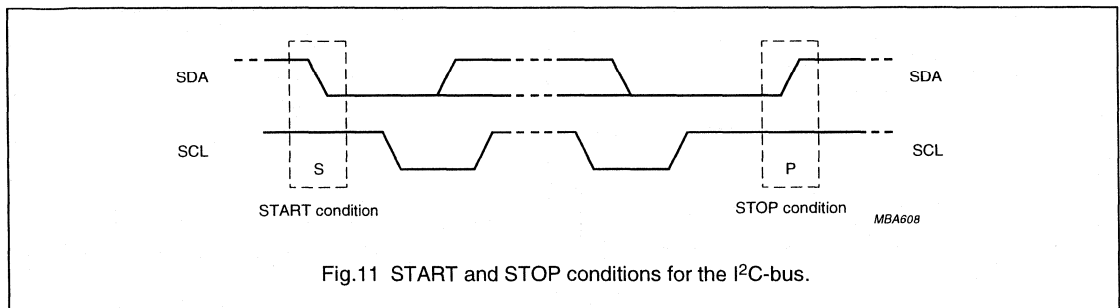 SDA SDA
SCL SCL
S P
START condition STOP condition
MBA608
Fig.11 START and STOP conditions for the I²C-bus.